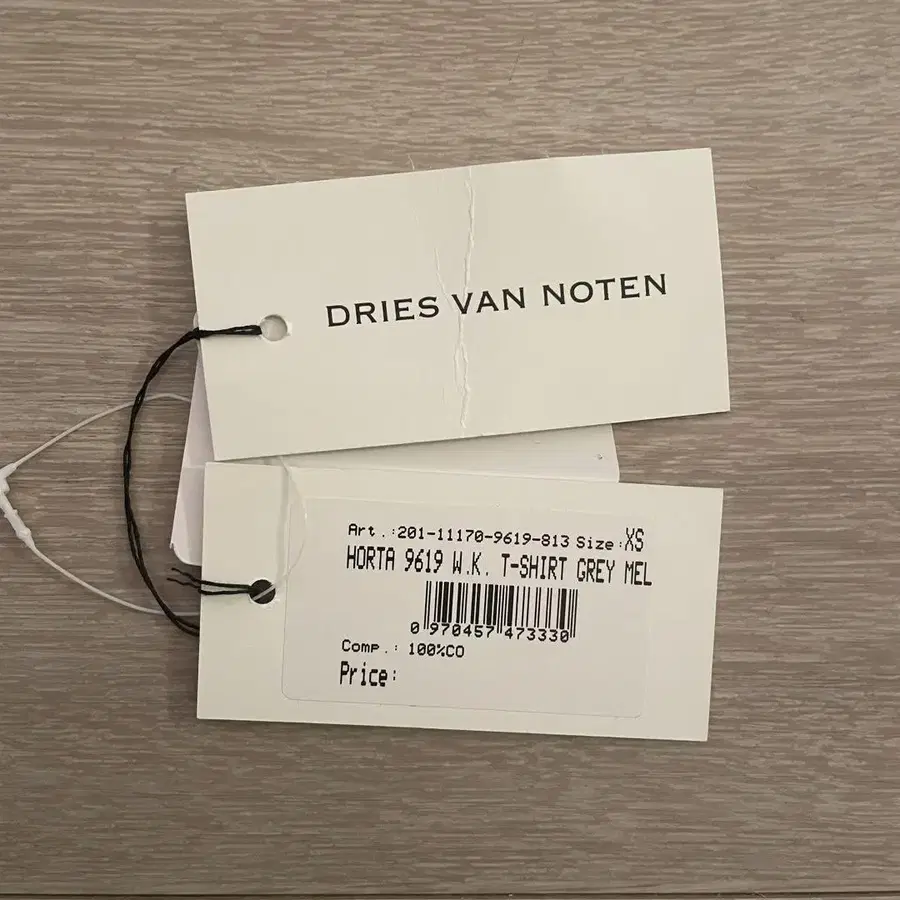 DRIES VAN NOTEN
Art.:201-11170-9619-813 Size:XS
HORTA 9619 W.K. T-SHIRT GREY MEL
0 970457 473330
Comp.: 100%CO
Price: